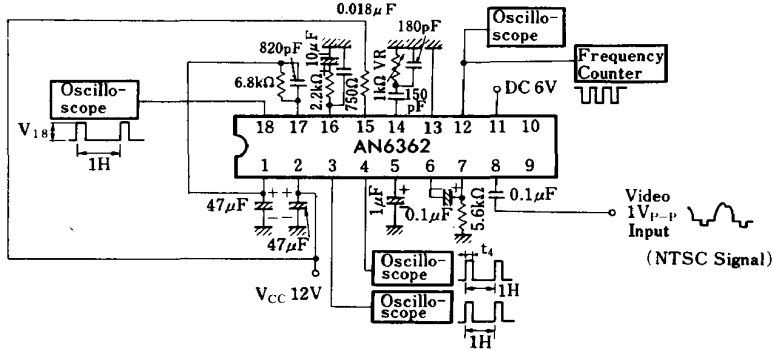 0.018μF
Oscillo-
scope
820pF
10μF
180pF
Frequency
Counter
6.8kΩ
2.2kΩ
750Ω
1kΩ VR
150
pF
DC 6V
Oscillo-
scope
V18
1H
18 17 16 15 14 13 12 11 10
AN6362
1 2 3 4 5 6 7 8 9
47μF
+ +
- -
47μF
1μF
+
0.1μF
+
5.6kΩ
0.1μF
Video
1VP-P
Input
(NTSC Signal)
VCC 12V
Oscillo-
scope
t4
1H
Oscillo-
scope
1H